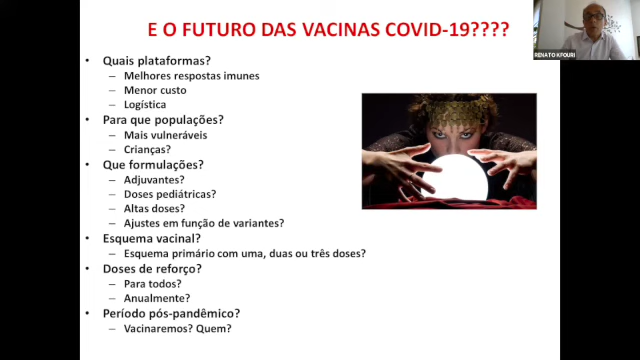 E O FUTURO DAS VACINAS COVID-19????
• Quais plataformas?
– Melhores respostas imunes
– Menor custo
– Logística
• Para que populações?
– Mais vulneráveis
– Crianças?
• Que formulações?
– Adjuvantes?
– Doses pediátricas?
– Altas doses?
– Ajustes em função de variantes?
• Esquema vacinal?
– Esquema primário com uma, duas ou três doses?
• Doses de reforço?
– Para todos?
– Anualmente?
• Período pós-pandêmico?
– Vacinaremos? Quem?
RENATO KFOURI